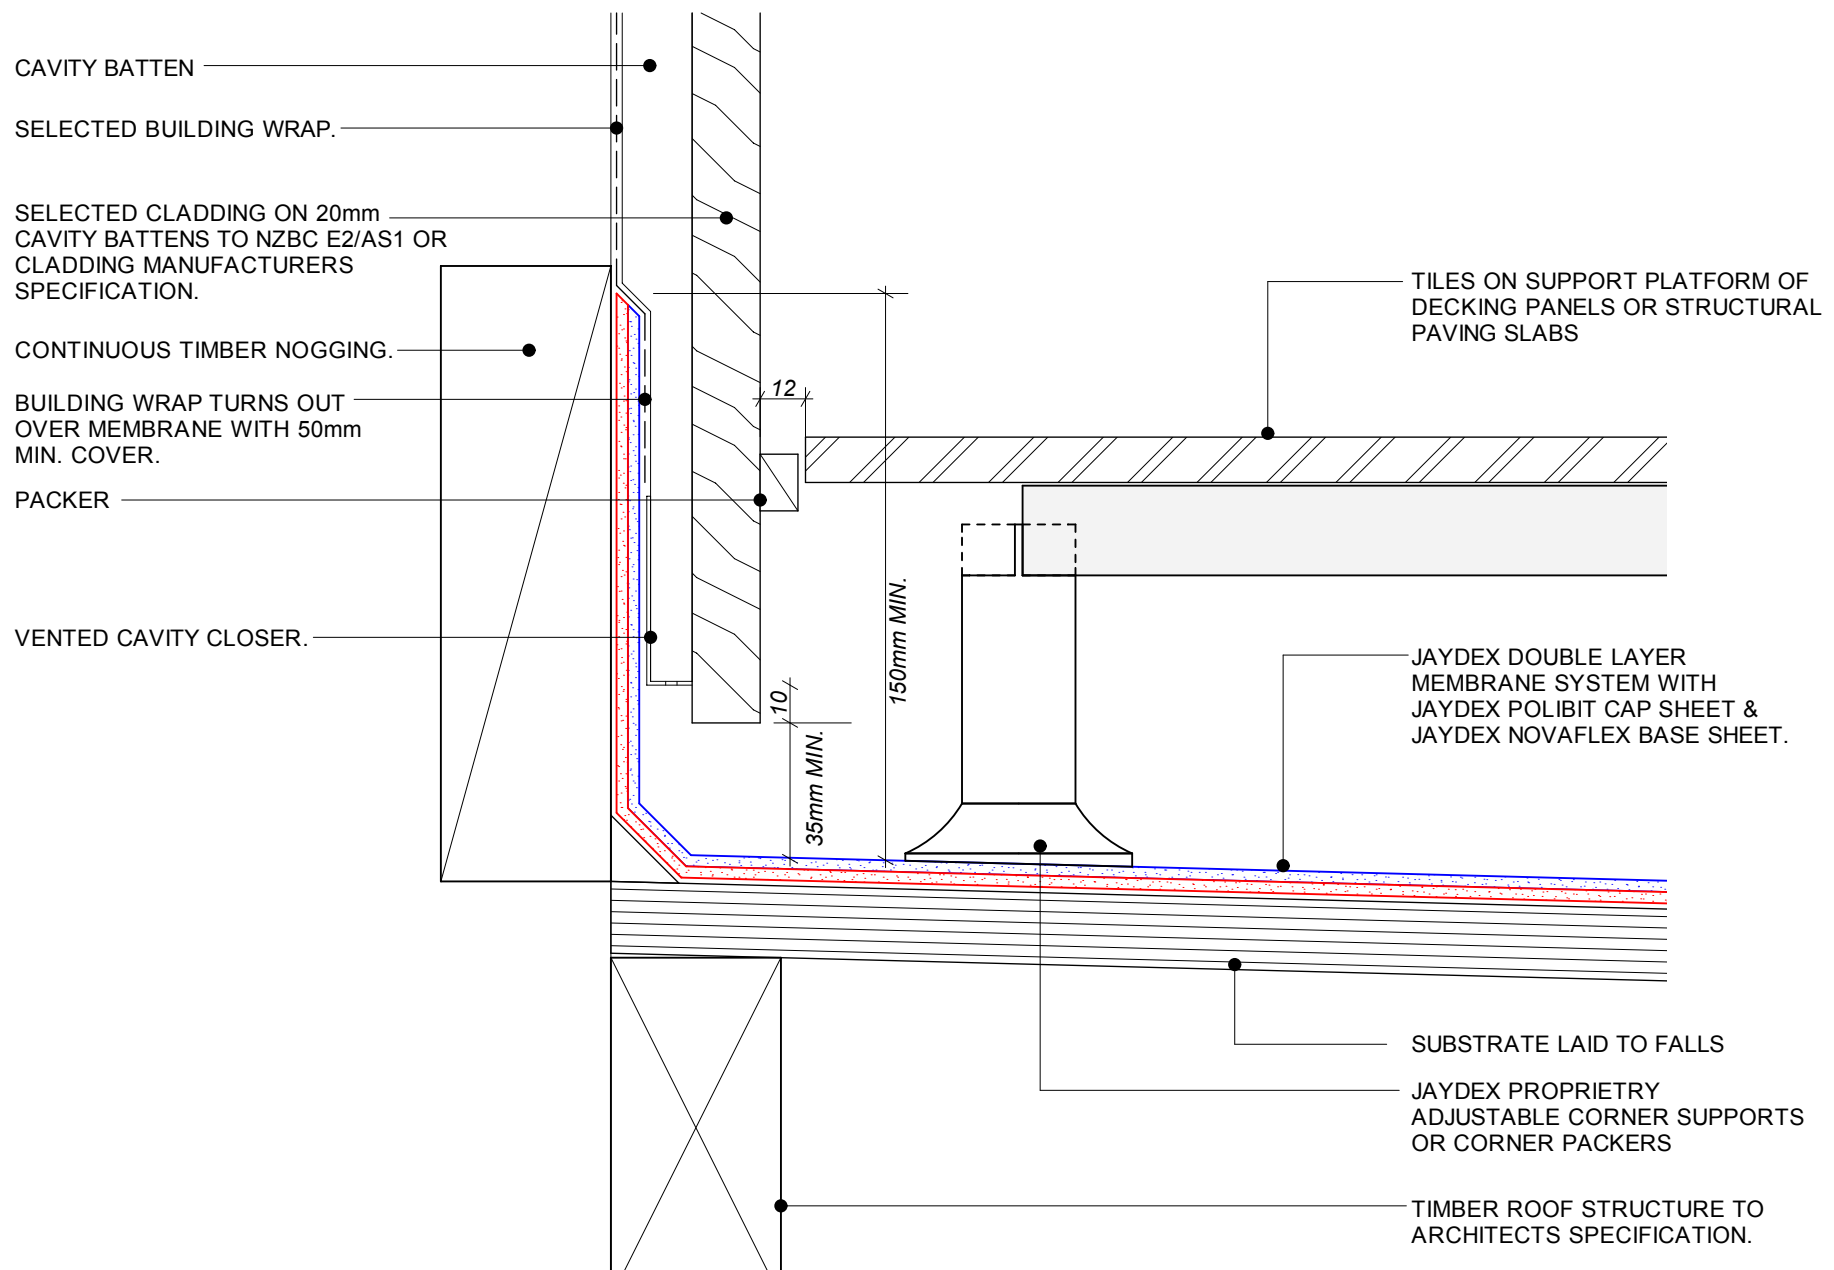 CAVITY BATTEN
SELECTED BUILDING WRAP.
SELECTED CLADDING ON 20mm
CAVITY BATTENS TO NZBC E2/AS1 OR
CLADDING MANUFACTURERS
SPECIFICATION.
CONTINUOUS TIMBER NOGGING.
BUILDING WRAP TURNS OUT
OVER MEMBRANE WITH 50mm
MIN. COVER.
PACKER
VENTED CAVITY CLOSER.
12
150mm MIN.
10
35mm MIN.
TILES ON SUPPORT PLATFORM OF
DECKING PANELS OR STRUCTURAL
PAVING SLABS
JAYDEX DOUBLE LAYER
MEMBRANE SYSTEM WITH
JAYDEX POLIBIT CAP SHEET &
JAYDEX NOVAFLEX BASE SHEET.
SUBSTRATE LAID TO FALLS
JAYDEX PROPRIETRY
ADJUSTABLE CORNER SUPPORTS
OR CORNER PACKERS
TIMBER ROOF STRUCTURE TO
ARCHITECTS SPECIFICATION.